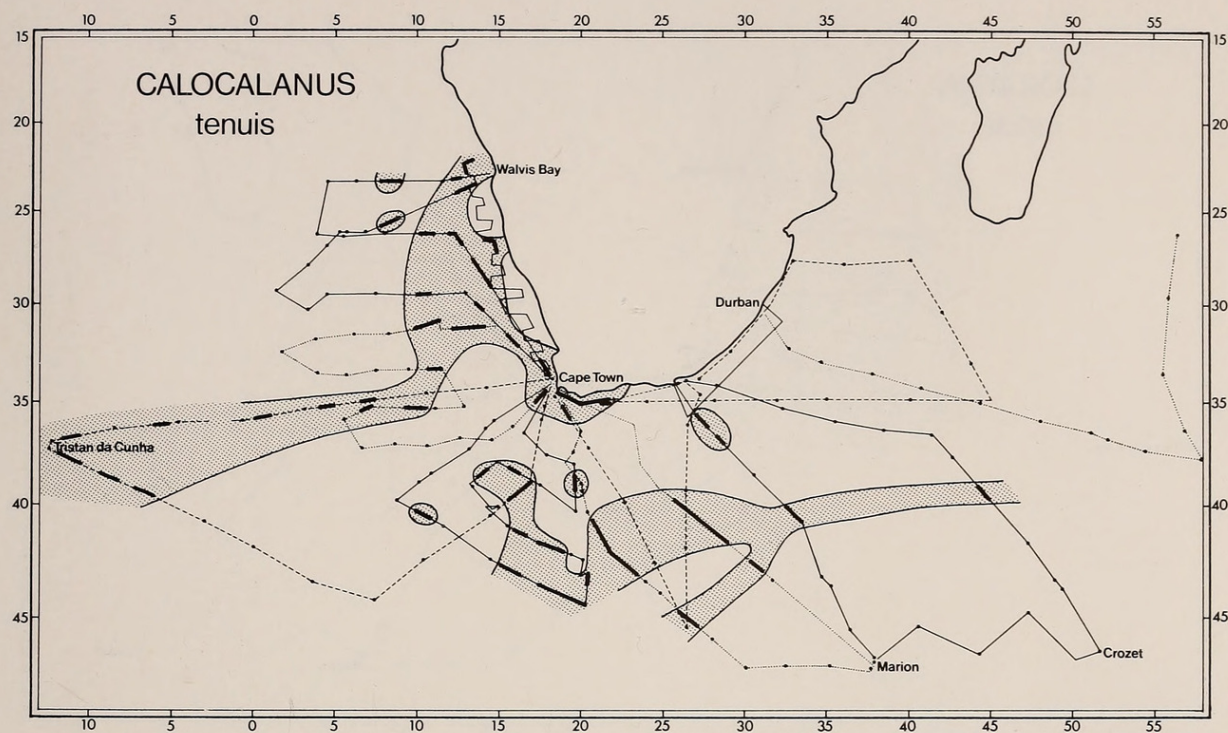 10 5 0 5 10 15 20 25 30 35 40 45 50 55
15 15
CALOCALANUS
tenuis
20 20
Walvis Bay
25 25
Durban
30 30
Cape Town
35 35
Tristan da Cunha
40 40
45 45
Crozet
Marion
10 5 0 5 10 15 20 25 30 35 40 45 50 55